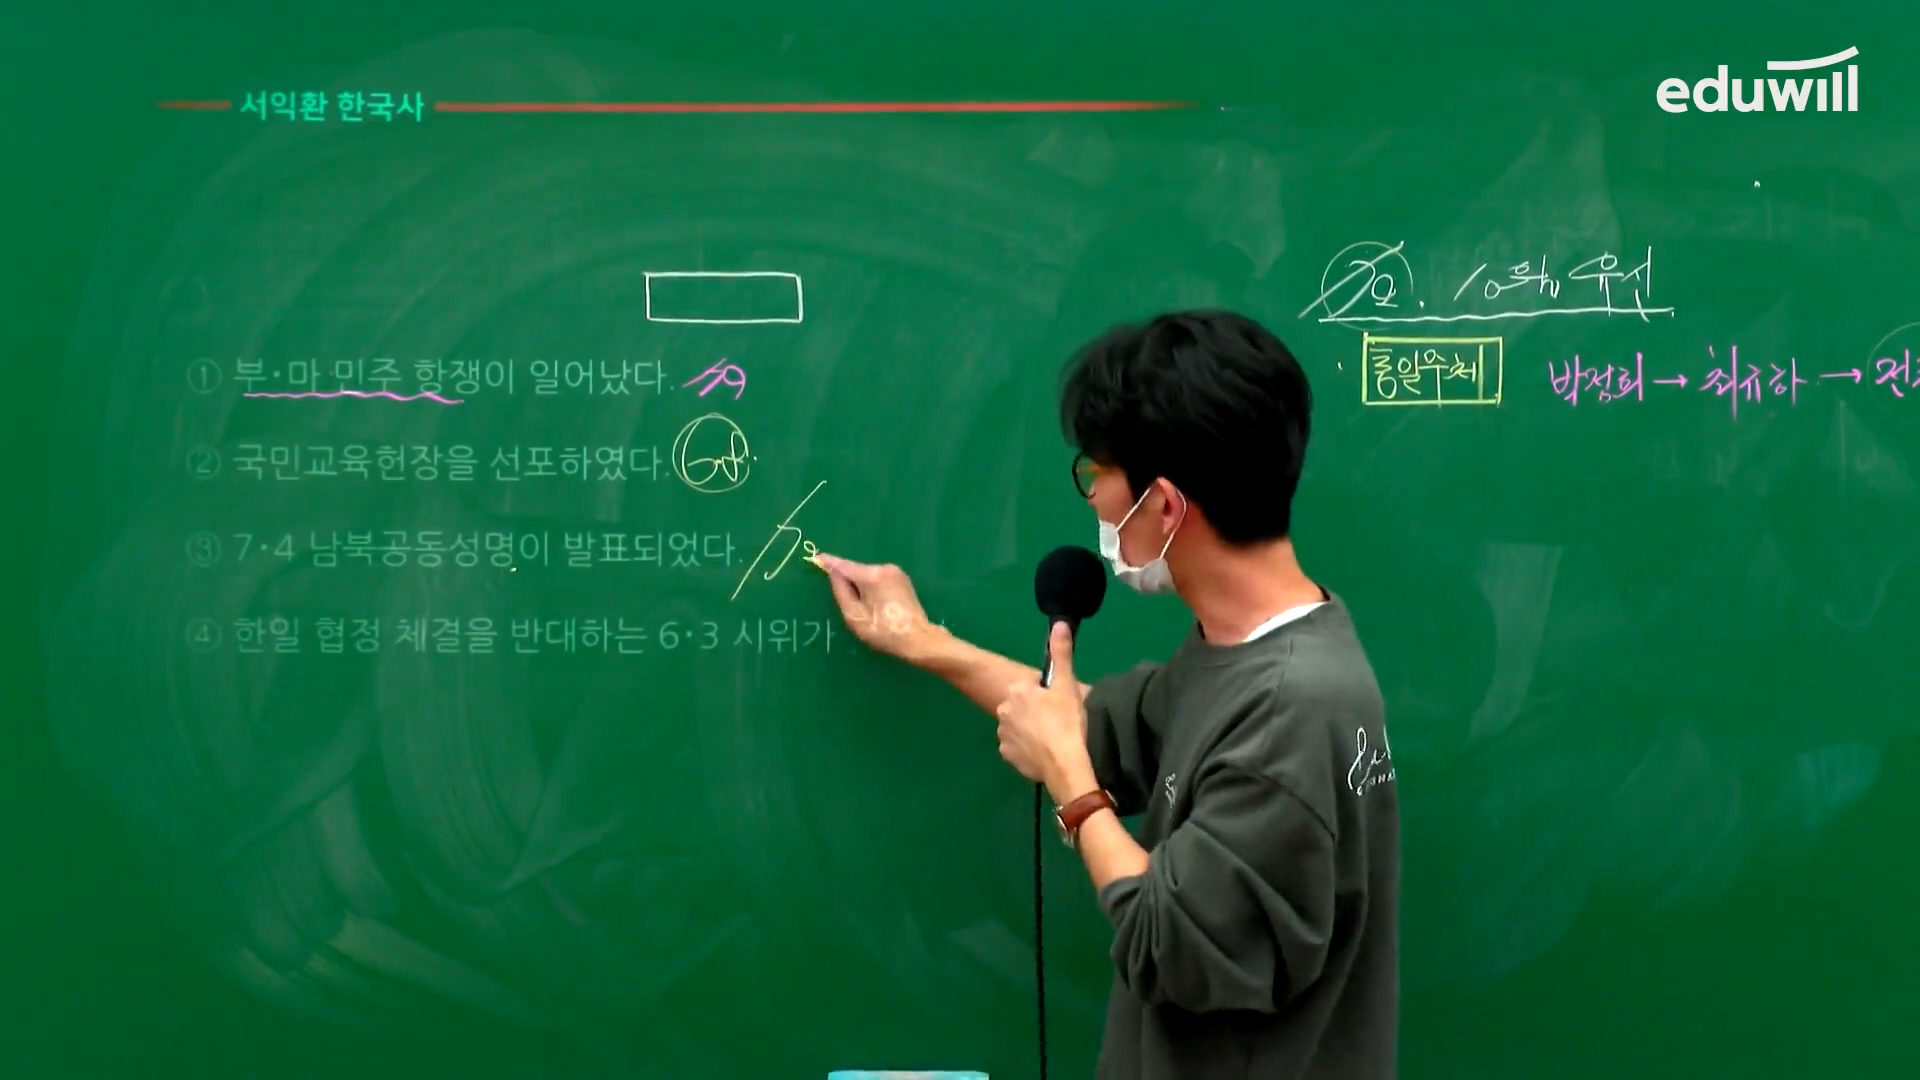 서익환 한국사
eduwill
72. 10월 유신
통일주체
박정희 → 최규하 → 전
① 부·마 민주 항쟁이 일어났다. 79
② 국민교육헌장을 선포하였다. 68.
③ 7·4 남북공동성명이 발표되었다. 72
④ 한일 협정 체결을 반대하는 6·3 시위가